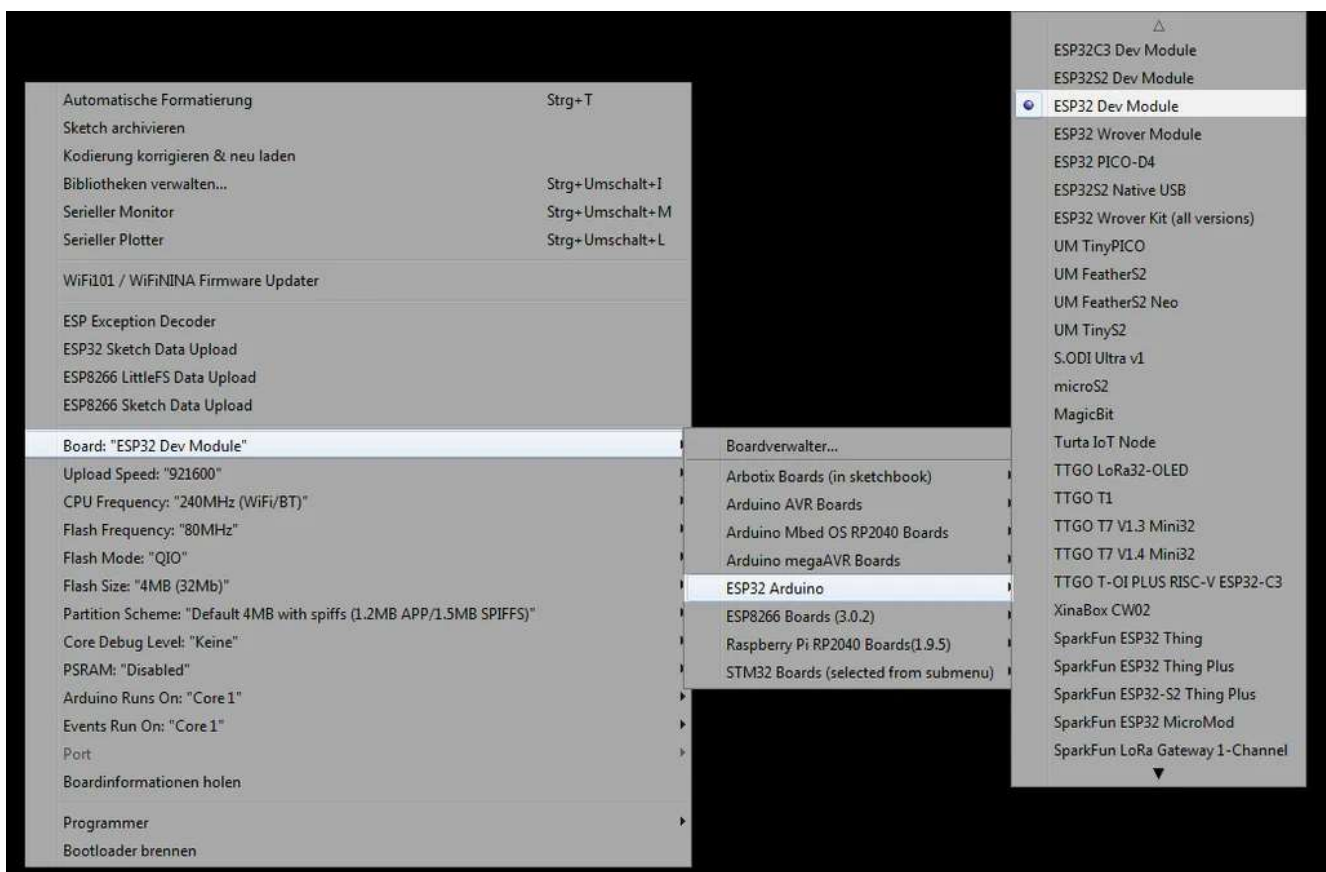 Automatische Formatierung Strg+T
Sketch archivieren
Kodierung korrigieren & neu laden
Bibliotheken verwalten... Strg+Umschalt+I
Serieller Monitor Strg+Umschalt+M
Serieller Plotter Strg+Umschalt+L
WiFi101 / WiFiNINA Firmware Updater
ESP Exception Decoder
ESP32 Sketch Data Upload
ESP8266 LittleFS Data Upload
ESP8266 Sketch Data Upload
Board: "ESP32 Dev Module"
Upload Speed: "921600"
CPU Frequency: "240MHz (WiFi/BT)"
Flash Frequency: "80MHz"
Flash Mode: "QIO"
Flash Size: "4MB (32Mb)"
Partition Scheme: "Default 4MB with spiffs (1.2MB APP/1.5MB SPIFFS)"
Core Debug Level: "Keine"
PSRAM: "Disabled"
Arduino Runs On: "Core 1"
Events Run On: "Core 1"
Port
Boardinformationen holen
Programmer
Bootloader brennen
Boardverwalter...
Arbotix Boards (in sketchbook)
Arduino AVR Boards
Arduino Mbed OS RP2040 Boards
Arduino megaAVR Boards
ESP32 Arduino
ESP8266 Boards (3.0.2)
Raspberry Pi RP2040 Boards(1.9.5)
STM32 Boards (selected from submenu)
ESP32C3 Dev Module
ESP32S2 Dev Module
ESP32 Dev Module
ESP32 Wrover Module
ESP32 PICO-D4
ESP32S2 Native USB
ESP32 Wrover Kit (all versions)
UM TinyPICO
UM FeatherS2
UM FeatherS2 Neo
UM TinyS2
S.ODI Ultra v1
microS2
MagicBit
Turta IoT Node
TTGO LoRa32-OLED
TTGO T1
TTGO T7 V1.3 Mini32
TTGO T7 V1.4 Mini32
TTGO T-OI PLUS RISC-V ESP32-C3
XinaBox CW02
SparkFun ESP32 Thing
SparkFun ESP32 Thing Plus
SparkFun ESP32-S2 Thing Plus
SparkFun ESP32 MicroMod
SparkFun LoRa Gateway 1-Channel